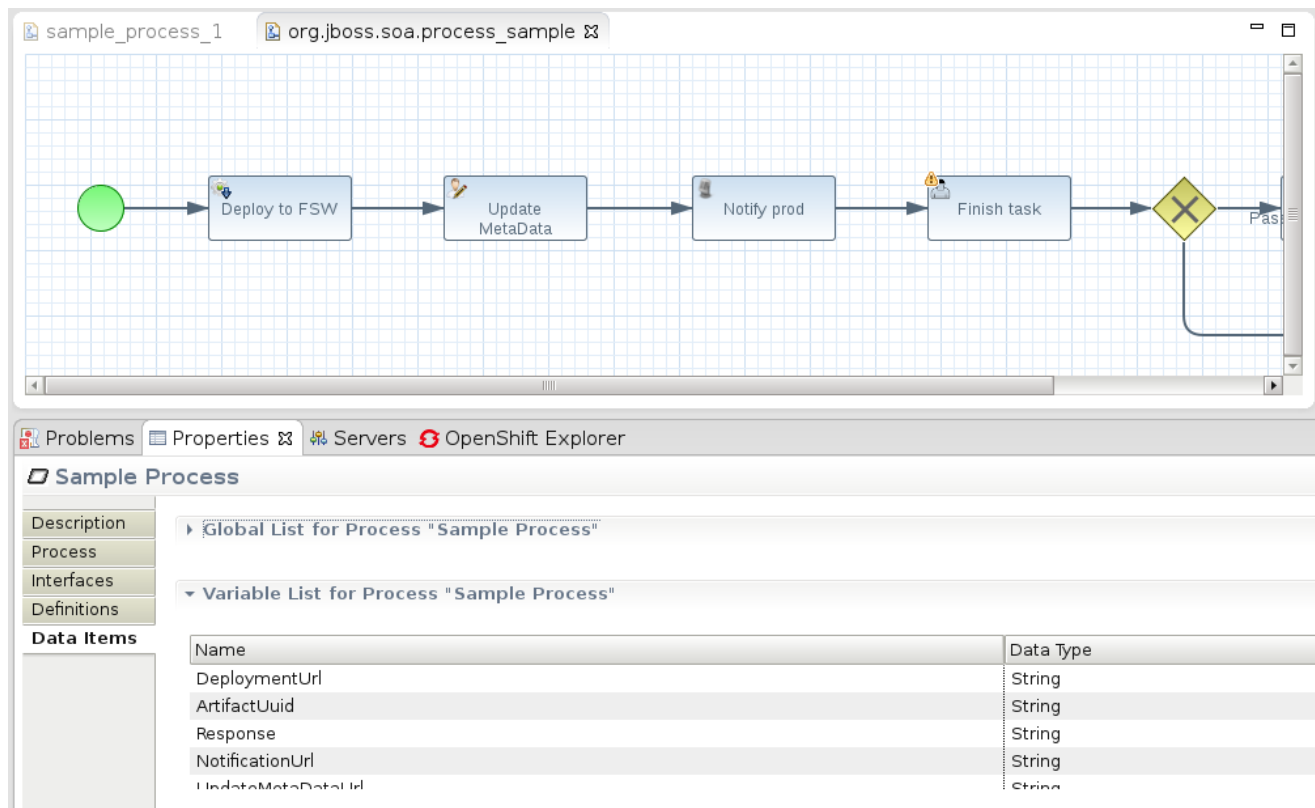 sample_process_1 org.jboss.soa.process_sample
Deploy to FSW
Update
MetaData
Notify prod
Finish task
Problems Properties Servers OpenShift Explorer
Sample Process
Description
Process
Interfaces
Definitions
Data Items
Global List for Process "Sample Process"
Variable List for Process "Sample Process"
Name Data Type
DeploymentUrl String
ArtifactUuid String
Response String
NotificationUrl String
UpdateMetaDataUrl String